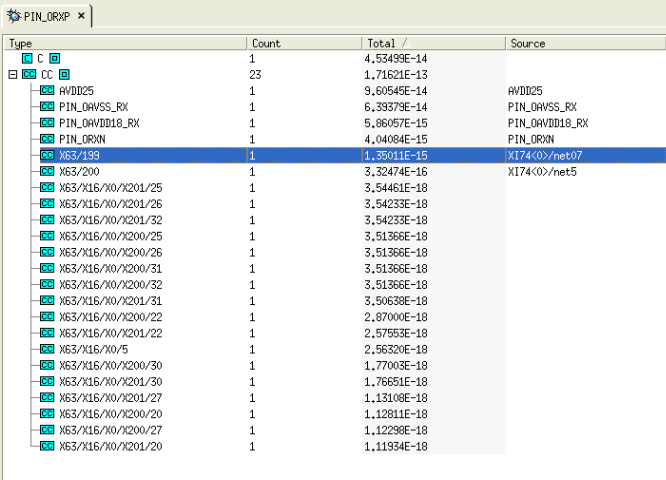 PIN_ORXP ×
Type Count Total / Source
C C 1 4.53499E-14
CC CC 23 1.71621E-13
CC AVDD25 1 9.60545E-14 AVDD25
CC PIN_OAVSS_RX 1 6.39379E-14 PIN_OAVSS_RX
CC PIN_OAVDD18_RX 1 5.86057E-15 PIN_OAVDD18_RX
CC PIN_ORXN 1 4.04084E-15 PIN_ORXN
CC X63/199 1 1.35011E-15 XI74<0>/net07
CC X63/200 1 3.32474E-16 XI74<0>/net5
CC X63/X16/X0/X201/25 1 3.54461E-18
CC X63/X16/X0/X201/26 1 3.54233E-18
CC X63/X16/X0/X201/32 1 3.54233E-18
CC X63/X16/X0/X200/25 1 3.51366E-18
CC X63/X16/X0/X200/26 1 3.51366E-18
CC X63/X16/X0/X200/31 1 3.51366E-18
CC X63/X16/X0/X200/32 1 3.51366E-18
CC X63/X16/X0/X201/31 1 3.50638E-18
CC X63/X16/X0/X200/22 1 2.87000E-18
CC X63/X16/X0/X201/22 1 2.57553E-18
CC X63/X16/X0/5 1 2.56320E-18
CC X63/X16/X0/X200/30 1 1.77003E-18
CC X63/X16/X0/X201/30 1 1.76651E-18
CC X63/X16/X0/X201/27 1 1.13108E-18
CC X63/X16/X0/X200/20 1 1.12811E-18
CC X63/X16/X0/X200/27 1 1.12298E-18
CC X63/X16/X0/X201/20 1 1.11934E-18